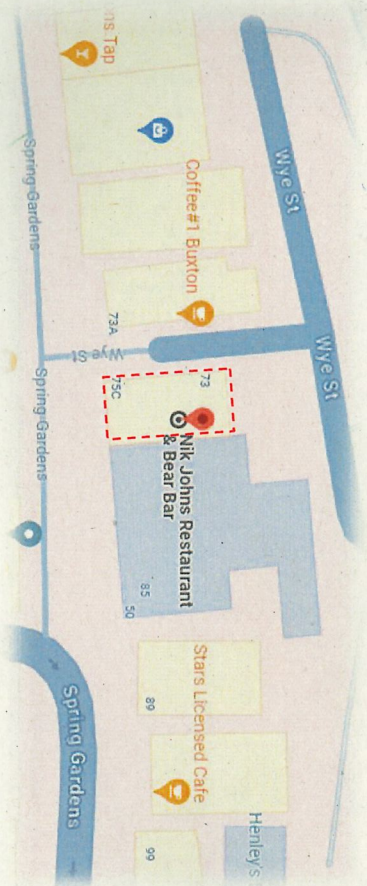 ns Tap
Wye St
Spring Gardens
Coffee#1 Buxton
73A
Wye St
Wye St
73
75C
Spring Gardens
Nik Johns Restaurant
& Bear Bar
85
50
Stars Licensed Cafe
89
Spring Gardens
Henley's
99